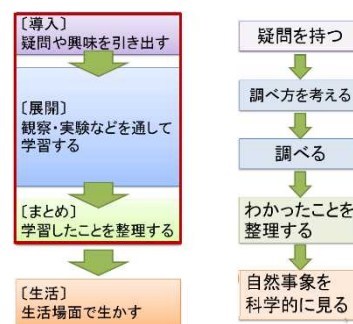 〔導入〕
疑問や興味を引き出す
〔展開〕
観察・実験などを通して
学習する
〔まとめ〕
学習したことを整理する
〔生活〕
生活場面で生かす
疑問を持つ
調べ方を考える
調べる
わかったことを
整理する
自然事象を
科学的に見る